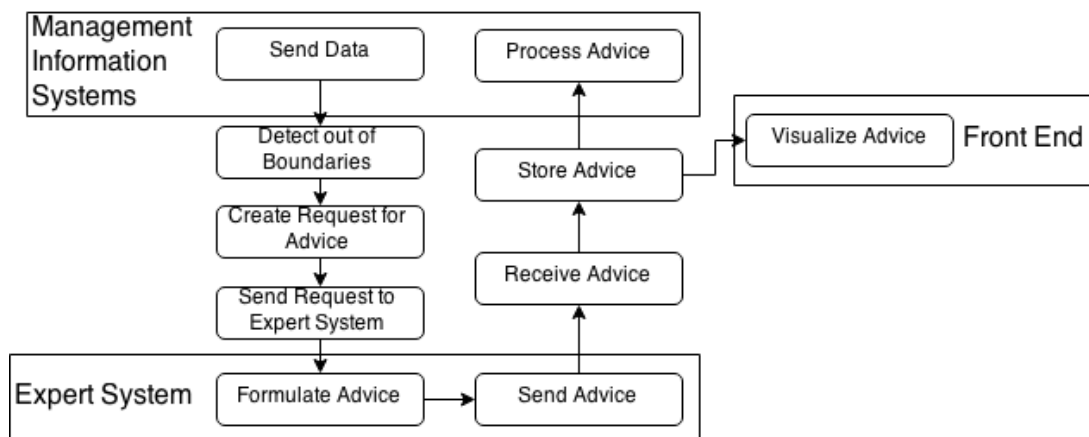 Management
Information
Systems
Send Data
Process Advice
Detect out of
Boundaries
Visualize Advice
Front End
Store Advice
Create Request for
Advice
Receive Advice
Send Request to
Expert System
Expert System
Formulate Advice
Send Advice